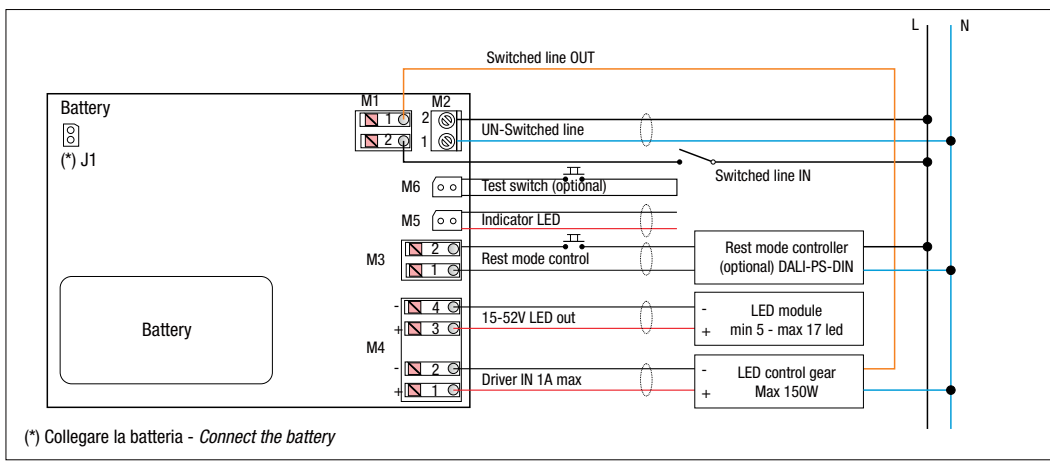 L N
Switched line OUT
Battery
(*) J1
M1 M2
1 2
2 1
UN-Switched line
Switched line IN
M6 Test switch (optional)
M5 Indicator LED
M3
2
1
Rest mode control
Rest mode controller
(optional) DALI-PS-DIN
Battery
M4
- 4
+ 3
15-52V LED out
-
+
LED module
min 5 - max 17 led
- 2
+ 1
Driver IN 1A max
-
+
LED control gear
Max 150W
(*) Collegare la batteria - Connect the battery